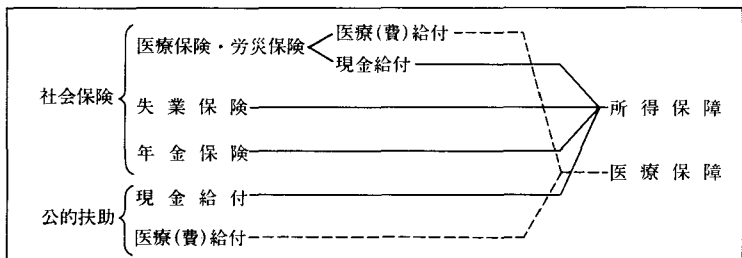 医療(費)給付
医療保険・労災保険
現金給付
社会保険
失業保険
所得保障
年金保険
医療保障
現金給付
公的扶助
医療(費)給付